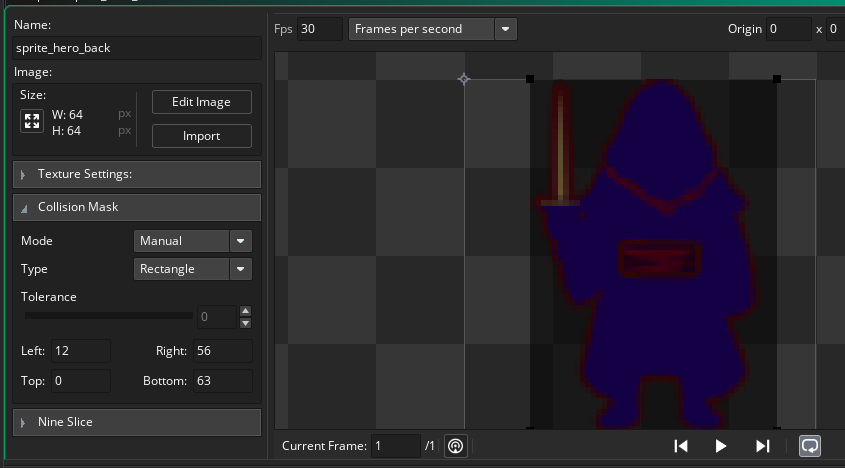 Name:
sprite_hero_back
Image:
Size:
W: 64 px
H: 64 px
Edit Image
Import
Texture Settings:
Collision Mask
Mode Manual
Type Rectangle
Tolerance
0
Left: 12 Right: 56
Top: 0 Bottom: 63
Nine Slice
Fps 30 Frames per second Origin 0 x 0
Current Frame: 1 /1